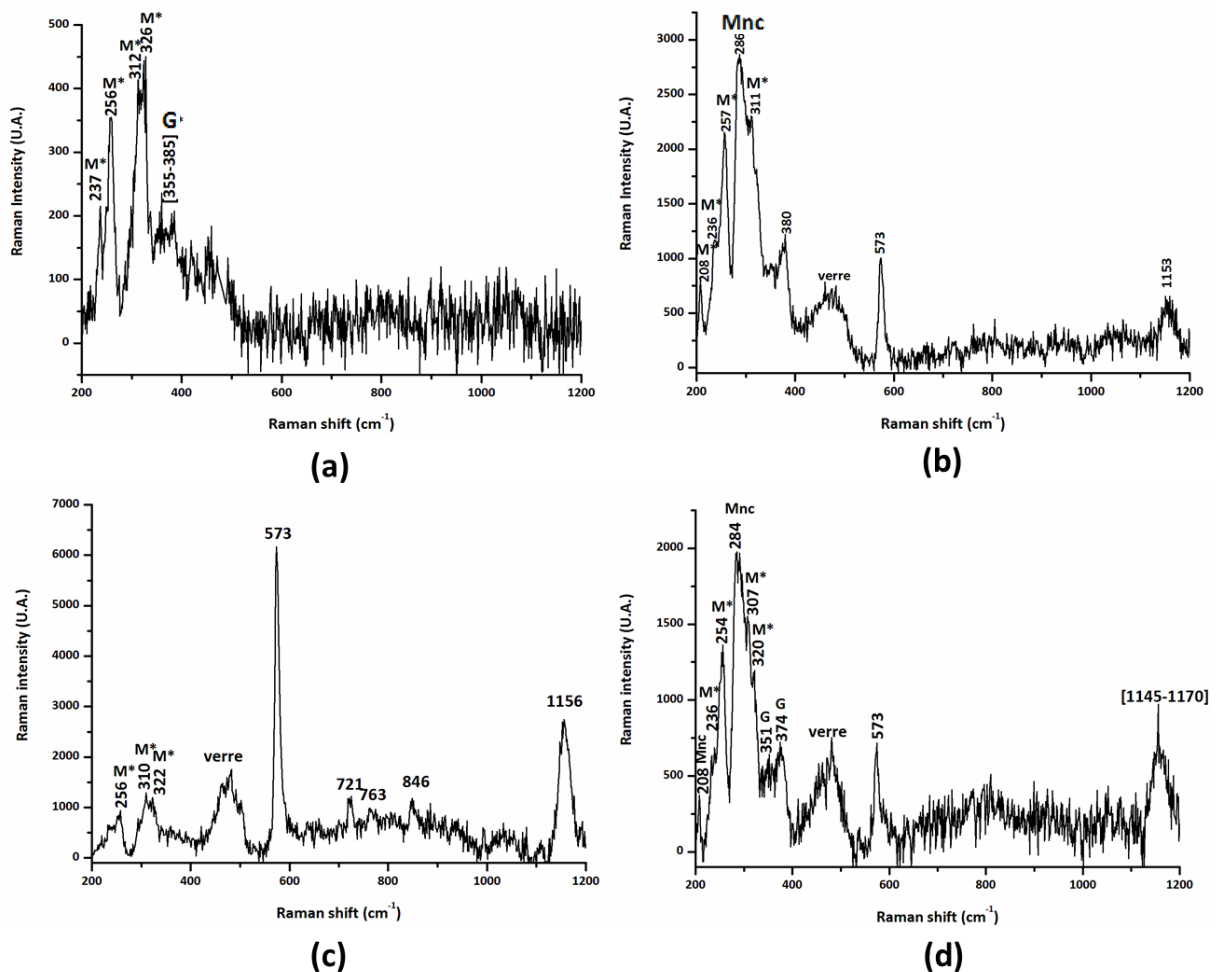 500
400
300
200
100
0
Raman Intensity (U.A.)
237 M*
256 M*
312 M*
326 M*
G*
[355-385]
200 400 600 800 1000 1200
Raman shift (cm-1)
(a)
3000
2500
2000
1500
1000
500
0
Raman Intensity (U.A.)
208 M*
236 M*
257 M*
Mnc
286
311 M*
380
verre
573
1153
200 400 600 800 1000 1200
Raman shift (cm-1)
(b)
7000
6000
5000
4000
3000
2000
1000
0
Raman intensity (U.A.)
256 M*
310 M*
322 M*
verre
573
721
763
846
1156
200 400 600 800 1000 1200
Raman shift (cm-1)
(c)
2000
1500
1000
500
0
Raman intensity (U.A.)
208 Mnc
236 M*
254 M*
Mnc
284
307 M*
320 M*
351 G
374 G
verre
573
[1145-1170]
200 400 600 800 1000 1200
Raman shift (cm-1)
(d)